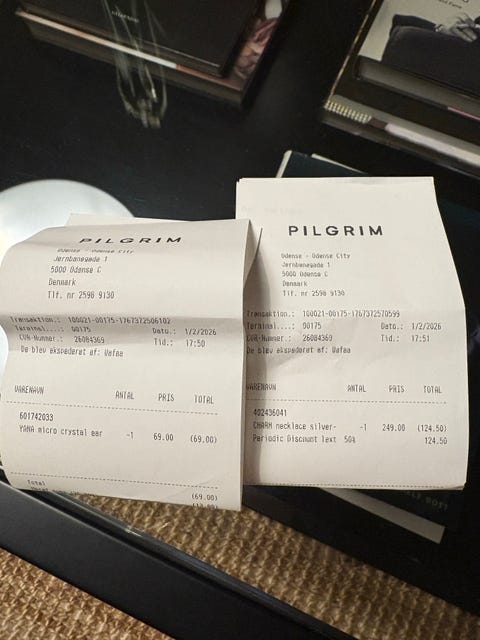 PILGRIM
Odense - Odense City
Jernbanegade 1
5000 Odense C
Denmark
Tlf. nr 2598 9130
Transaktion.: 100021-00175-1767372506102
Terminal....: 00175 Dato.: 1/2/2026
CVR-Nummer: 26084369 Tid.: 17:50
De blev ekspederet af: Wafaa
VARENAVN ANTAL PRIS TOTAL
601742033
YANA micro crystal ear -1 69.00 (69.00)
Total (69.00)
PILGRIM
Odense - Odense City
Jernbanegade 1
5000 Odense C
Denmark
Tlf. nr 2598 9130
Transaktion.: 100021-00175-1767372570599
Terminal....: 00175 Dato.: 1/2/2026
CVR-Nummer: 26084369 Tid.: 17:51
De blev ekspederet af: Wafaa
VARENAVN ANTAL PRIS TOTAL
402436041
CHARM necklace silver- -1 249.00 (124.50)
Periodic Discount text 50% 124.50